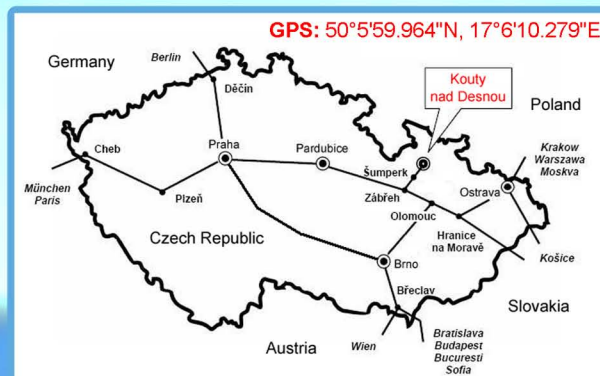 GPS: 50°5'59.964"N, 17°6'10.279"E
Germany
Berlin
Děčín
Kouty
nad Desnou
Poland
Krakow
Warszawa
Moskva
Cheb
Praha
Pardubice
Šumperk
Zábřeh
Ostrava
München
Paris
Plzeň
Olomouc
Hranice
na Moravě
Košice
Czech Republic
Brno
Břeclav
Slovakia
Austria
Wien
Bratislava
Budapest
Bucuresti
Sofia